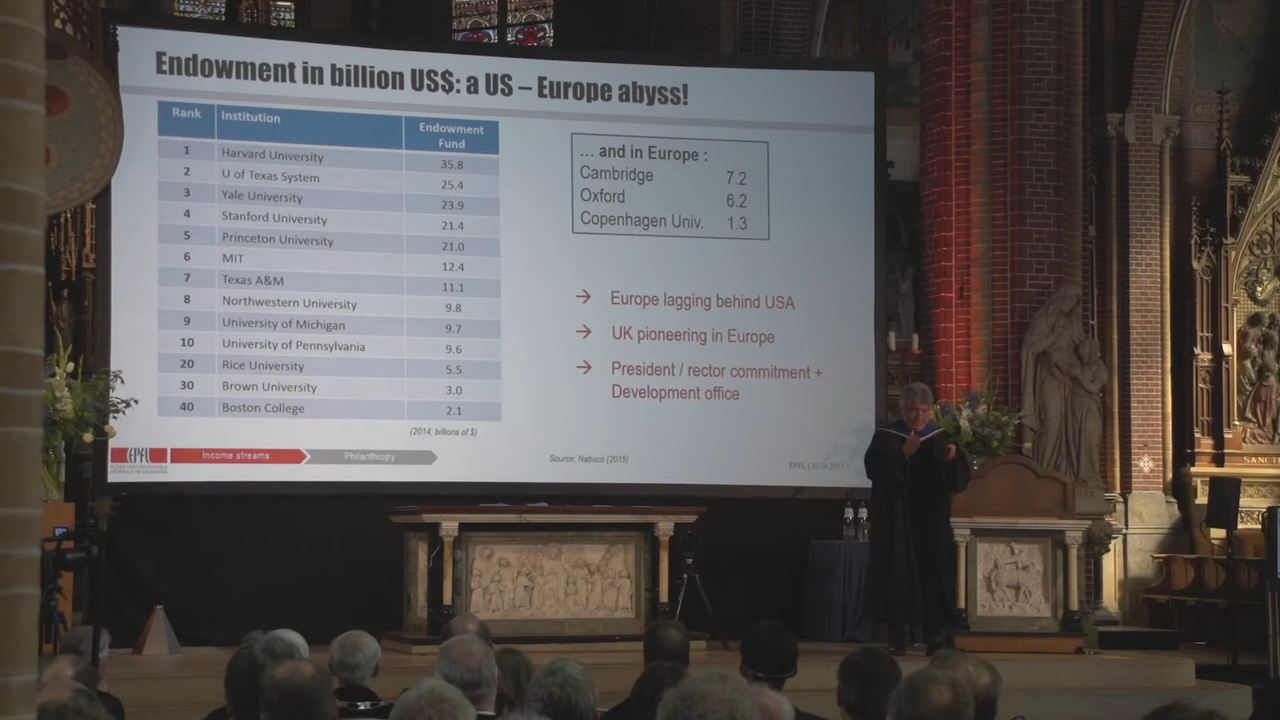 Endowment in billion US$: a US – Europe abyss!
Rank Institution Endowment Fund
1 Harvard University 35.8
2 U of Texas System 25.4
3 Yale University 23.9
4 Stanford University 21.4
5 Princeton University 21.0
6 MIT 12.4
7 Texas A&M 11.1
8 Northwestern University 9.8
9 University of Michigan 9.7
10 University of Pennsylvania 9.6
20 Rice University 5.5
30 Brown University 3.0
40 Boston College 2.1
(2014, billions of $)
... and in Europe :
Cambridge 7.2
Oxford 6.2
Copenhagen Univ. 1.3
→ Europe lagging behind USA
→ UK pioneering in Europe
→ President / rector commitment +
Development office
EPFL
Income streams
Philanthropy
Source: Nabuco (2015)
EPFL | 20.04.2017
SANCT